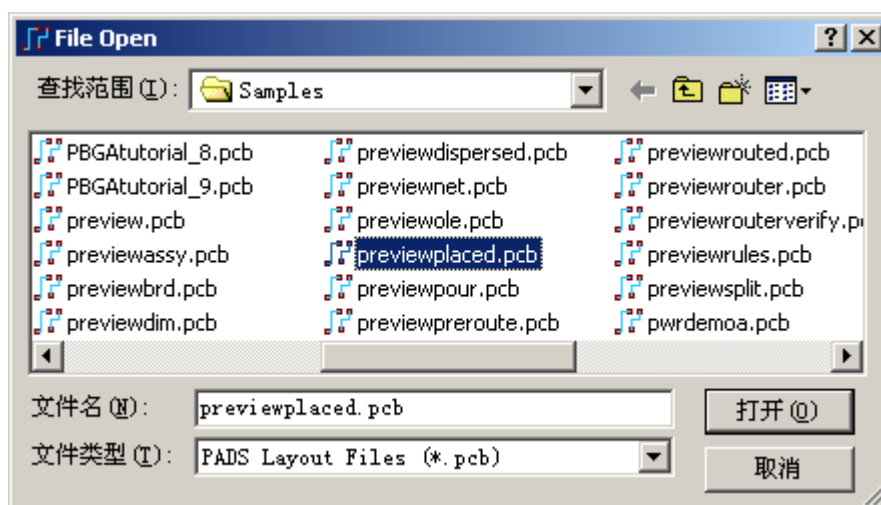 File Open
查找范围(I): Samples
PBGAtutorial_8.pcb previewdispersed.pcb previewrouted.pcb
PBGAtutorial_9.pcb previewnet.pcb previewrouter.pcb
preview.pcb previewole.pcb previewrouterverify.p
previewassy.pcb previewplaced.pcb previewrules.pcb
previewbrd.pcb previewpour.pcb previewsplit.pcb
previewdim.pcb previewpreroute.pcb pwrdemoa.pcb
文件名(N): previewplaced.pcb 打开(O)
文件类型(T): PADS Layout Files (*.pcb) 取消